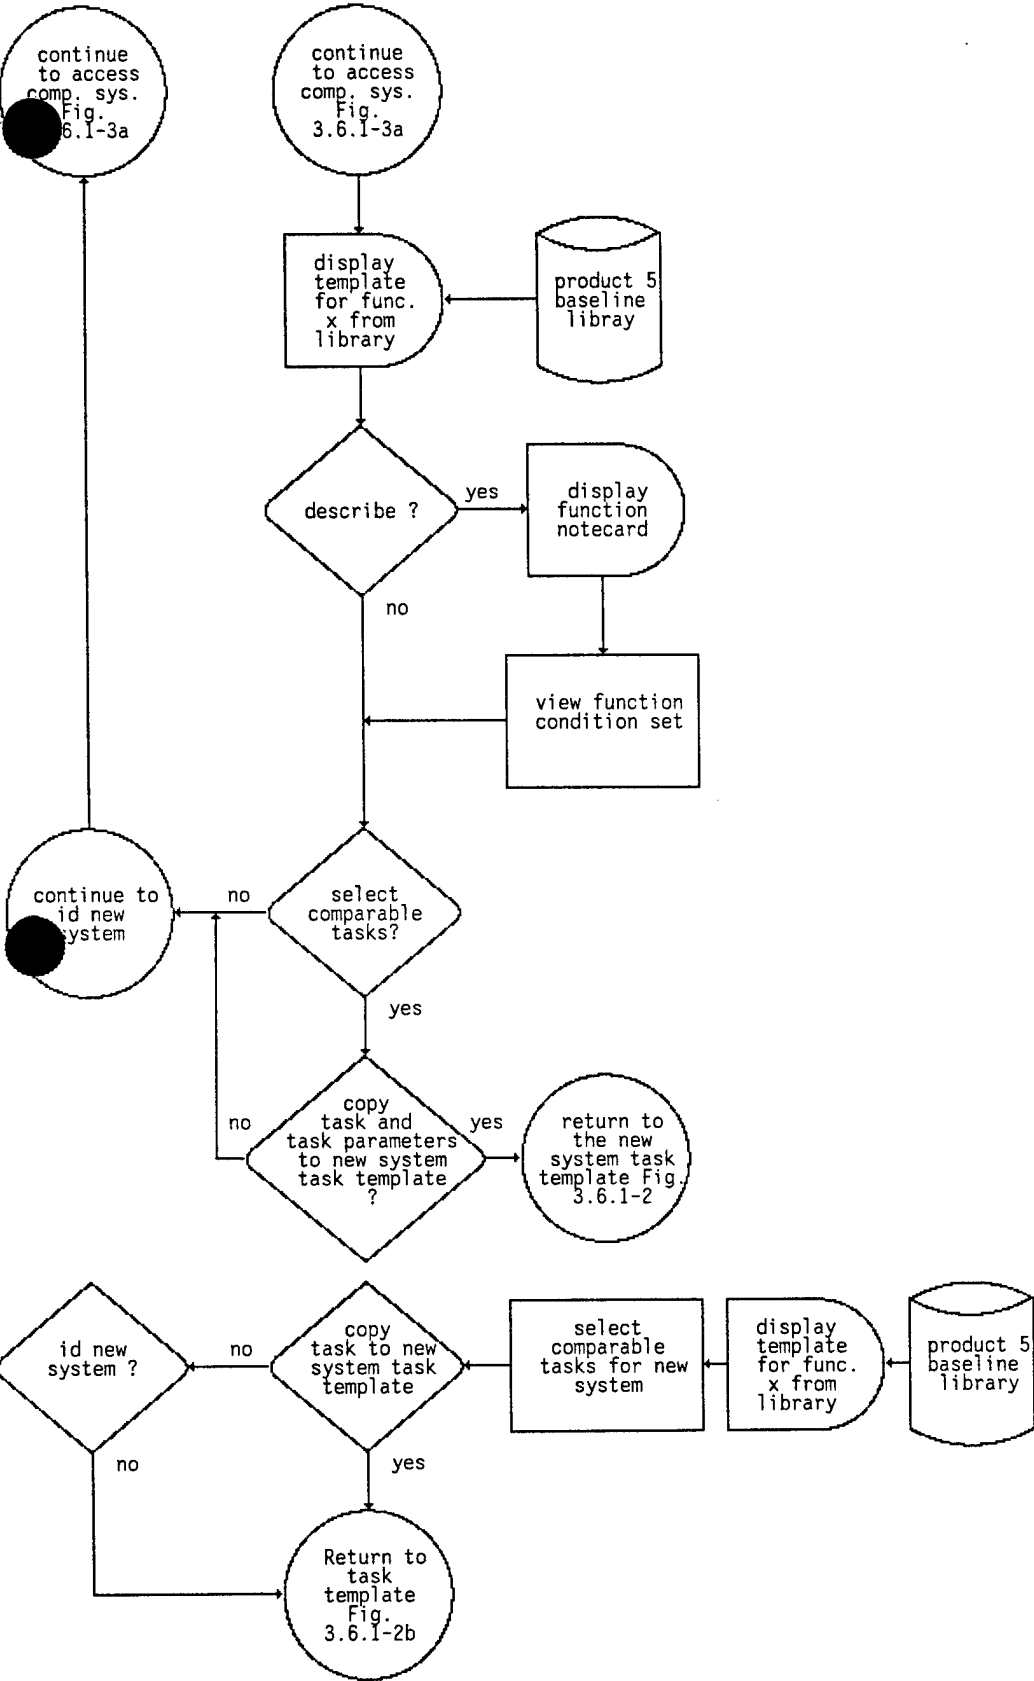 continue
to access
comp. sys.
Fig.
6.1-3a
continue
to access
comp. sys.
Fig.
3.6.1-3a
display
template
for func.
x from
library
product 5
baseline
libray
describe ?
yes
display
function
notecard
no
view function
condition set
continue to
id new
system
no
select
comparable
tasks?
yes
no
copy
task and
task parameters
to new system
task template
?
yes
return to
the new
system task
template Fig.
3.6.1-2
id new
system ?
no
copy
task to new
system task
template
select
comparable
tasks for new
system
display
template
for func.
x from
library
product 5
baseline
library
no
yes
Return to
task
template
Fig.
3.6.1-2b